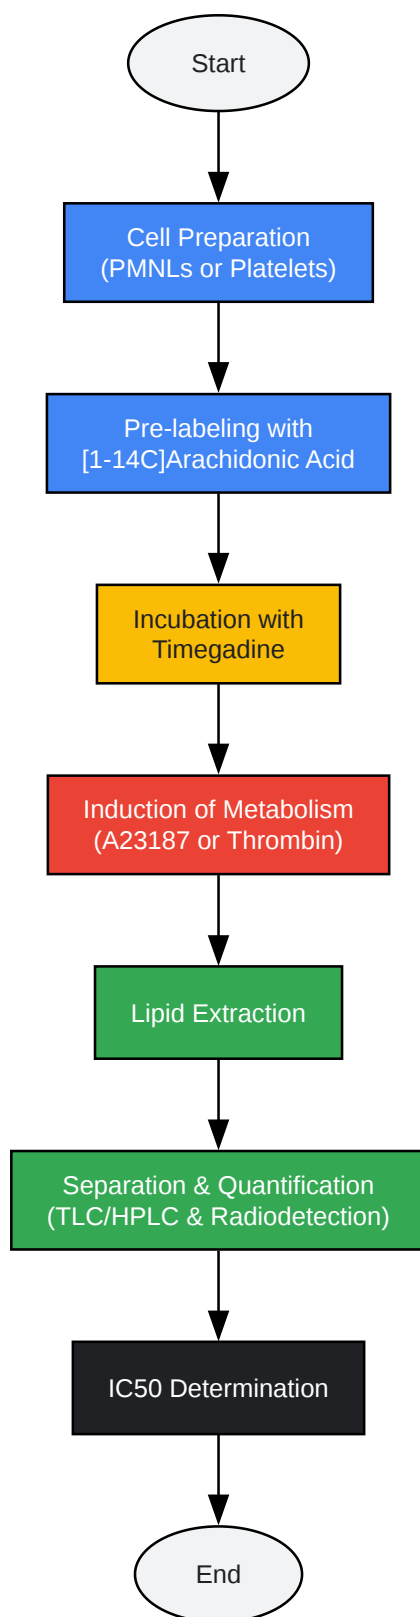 Start
Cell Preparation
(PMNLs or Platelets)
Pre-labeling with
[1-14C]Arachidonic Acid
Incubation with
Timegadine
Induction of Metabolism
(A23187 or Thrombin)
Lipid Extraction
Separation & Quantification
(TLC/HPLC & Radiodetection)
IC50 Determination
End